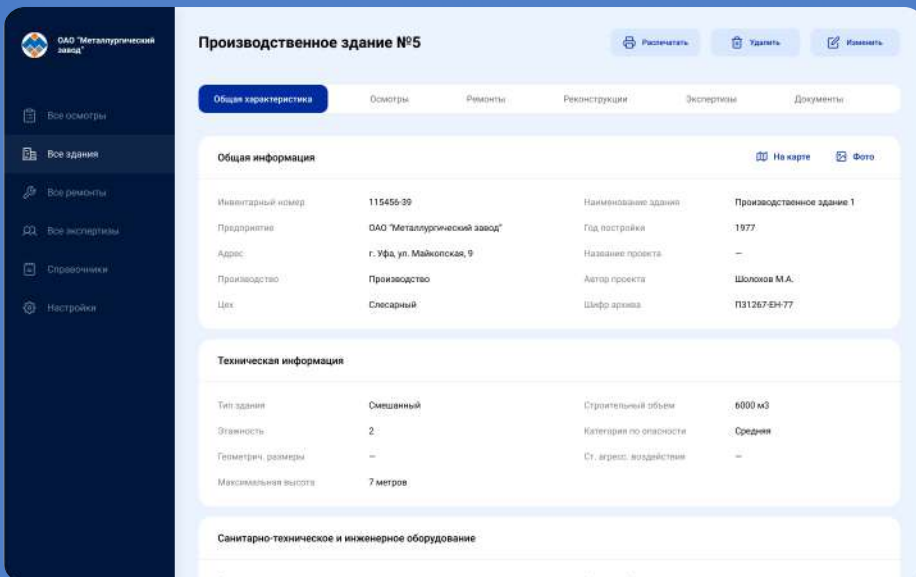 ОАО "Металлургический
завод"
Все осмотры
Все здания
Все ремонты
Все экспертизы
Справочники
Настройки
Производственное здание №5
Распечатать
Удалить
Изменить
Общая характеристика
Осмотры
Ремонты
Реконструкции
Экспертизы
Документы
Общая информация
На карте
Фото
Инвентарный номер 115456-39
Наименование здания Производственное здание 1
Предприятие ОАО "Металлургический завод"
Год постройки 1977
Адрес г. Уфа, ул. Майкопская, 9
Название проекта –
Производство Производство
Автор проекта Шолохов М.А.
Цех Слесарный
Шифр архива П31267-ЕН-77
Техническая информация
Тип здания Смешанный
Строительный объем 6000 м3
Этажность 2
Категория по опасности Средняя
Геометрич. размеры –
Ст. агресс. воздействия –
Максимальная высота 7 метров
Санитарно-техническое и инженерное оборудование